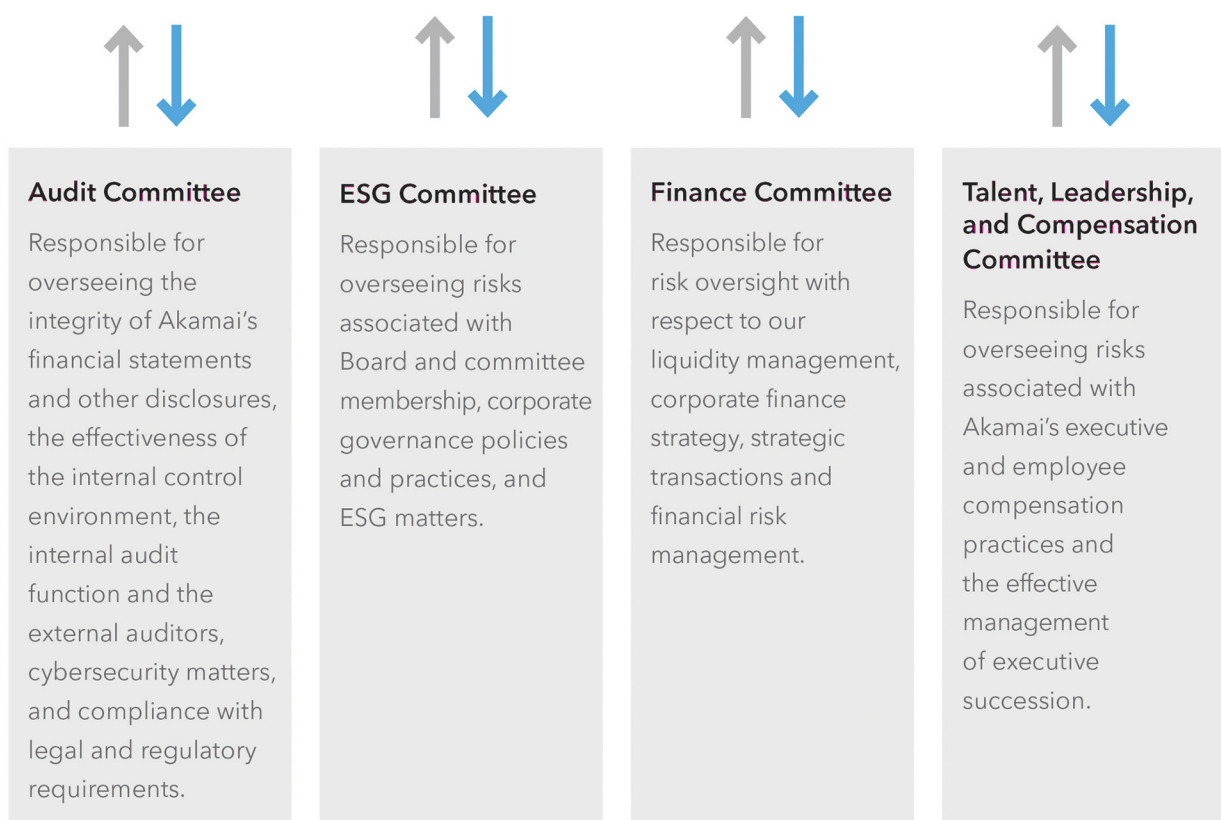 Audit Committee
Responsible for
overseeing the
integrity of Akamai’s
financial statements
and other disclosures,
the effectiveness of
the internal control
environment, the
internal audit
function and the
external auditors,
cybersecurity matters,
and compliance with
legal and regulatory
requirements.
ESG Committee
Responsible for
overseeing risks
associated with
Board and committee
membership, corporate
governance policies
and practices, and
ESG matters.
Finance Committee
Responsible for
risk oversight with
respect to our
liquidity management,
corporate finance
strategy, strategic
transactions and
financial risk
management.
Talent, Leadership,
and Compensation
Committee
Responsible for
overseeing risks
associated with
Akamai’s executive
and employee
compensation
practices and
the effective
management
of executive
succession.